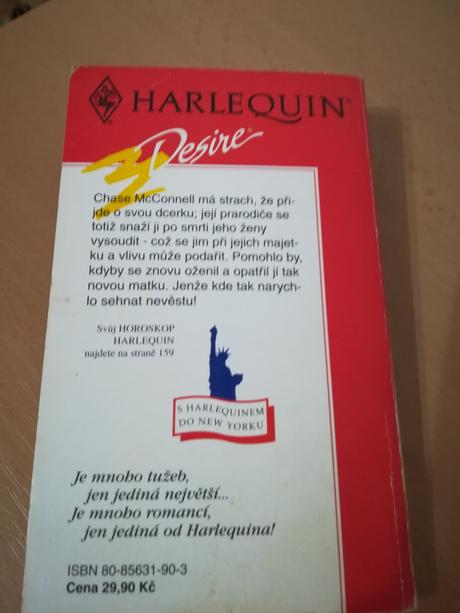 HARLEQUIN®
Desire®
Chase McConnell má strach, že při-
jde o svou dcerku; její prarodiče se
totiž snaží ji po smrti jeho ženy
vysoudit - což se jim při jejich majet-
ku a vlivu může podařit. Pomohlo by,
kdyby se znovu oženil a opatřil jí tak
novou matku. Jenže kde tak narych-
lo sehnat nevěstu!
Svůj HOROSKOP
HARLEQUIN
najdete na straně 159
S HARLEQUINEM
DO NEW YORKU
Je mnoho tužeb,
jen jediná největší...
Je mnoho romancí,
jen jediná od Harlequina!
ISBN 80-85631-90-3
Cena 29,90 Kč